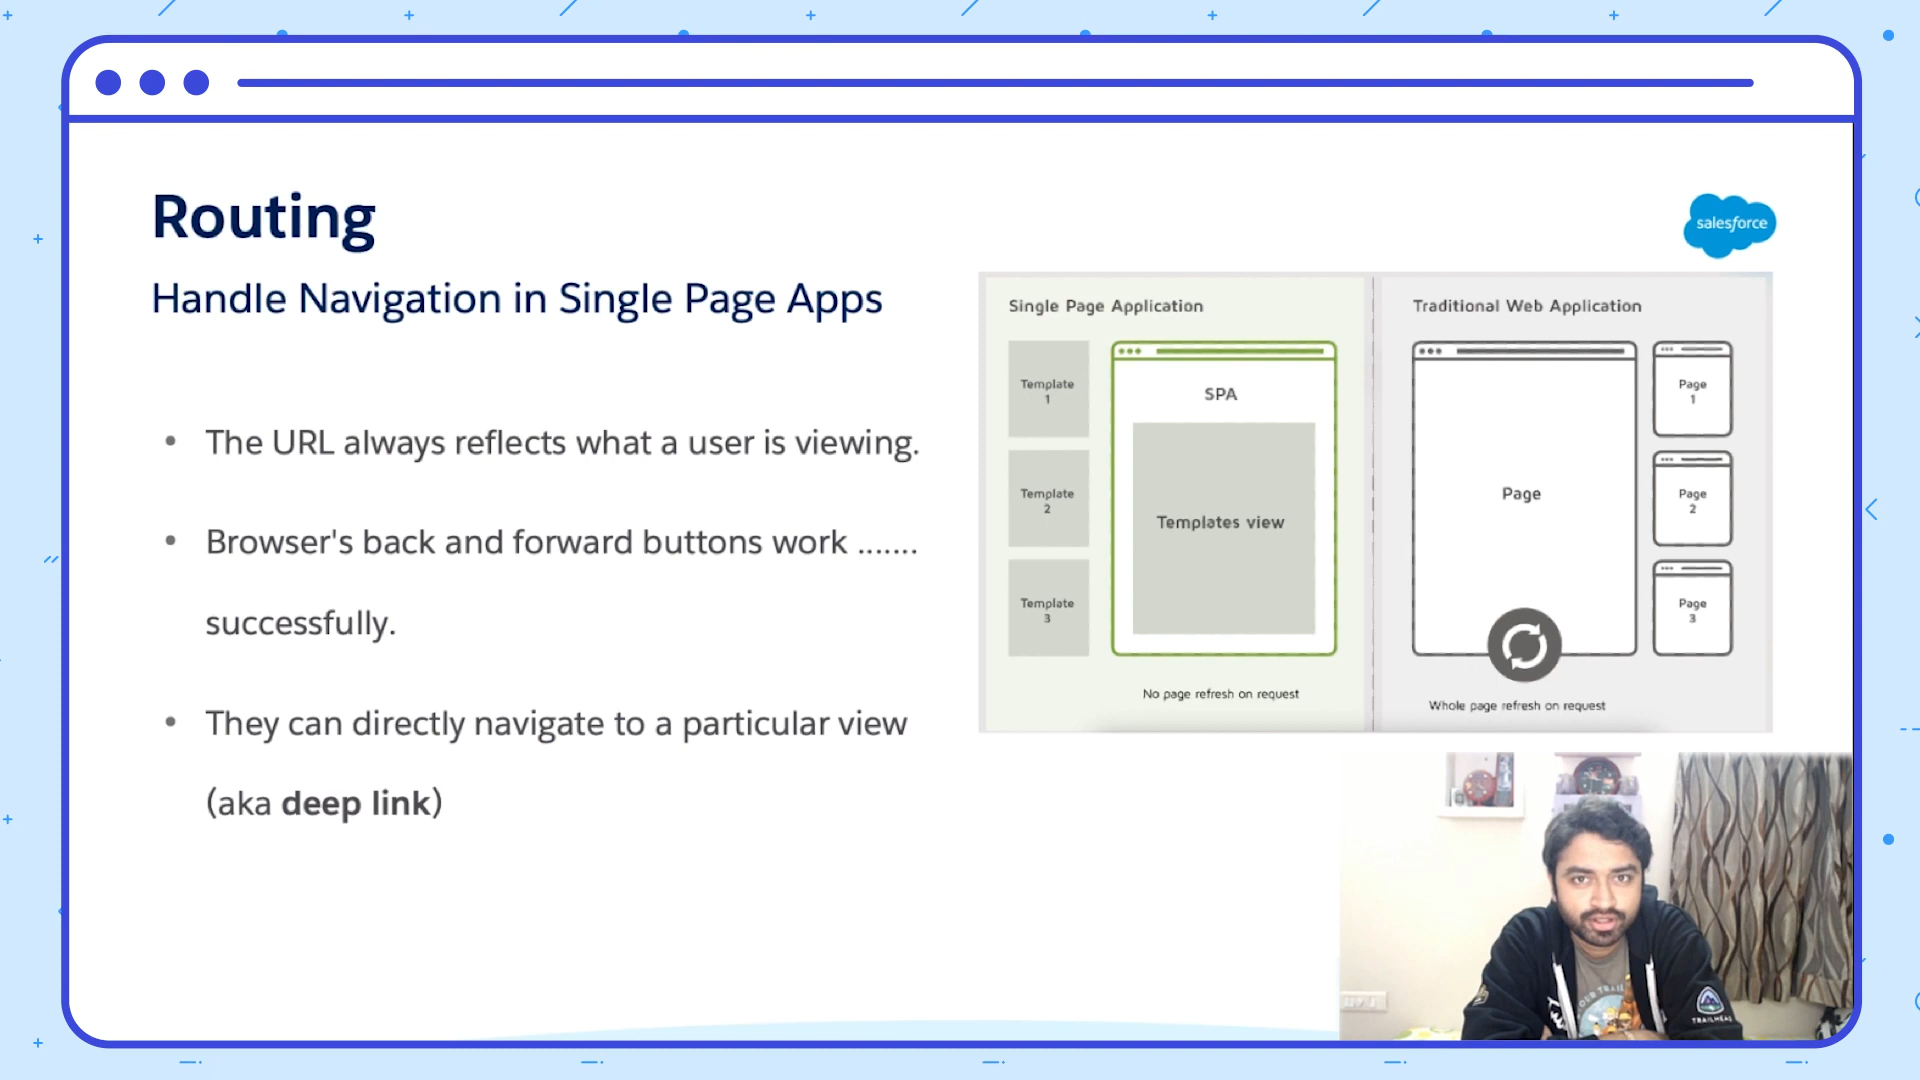 Routing
salesforce
Handle Navigation in Single Page Apps
The URL always reflects what a user is viewing.
Browser's back and forward buttons work .......
successfully.
They can directly navigate to a particular view
(aka deep link)
Single Page Application
Template
1
Template
2
Template
3
SPA
Templates view
No page refresh on request
Traditional Web Application
Page
Page
1
Page
2
Page
3
Whole page refresh on request